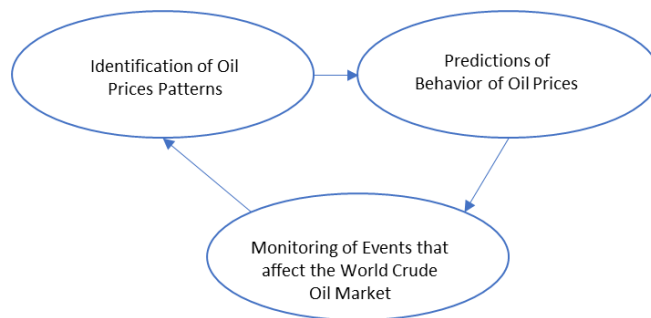 Identification of Oil
Prices Patterns
Predictions of
Behavior of Oil Prices
Monitoring of Events that
affect the World Crude
Oil Market